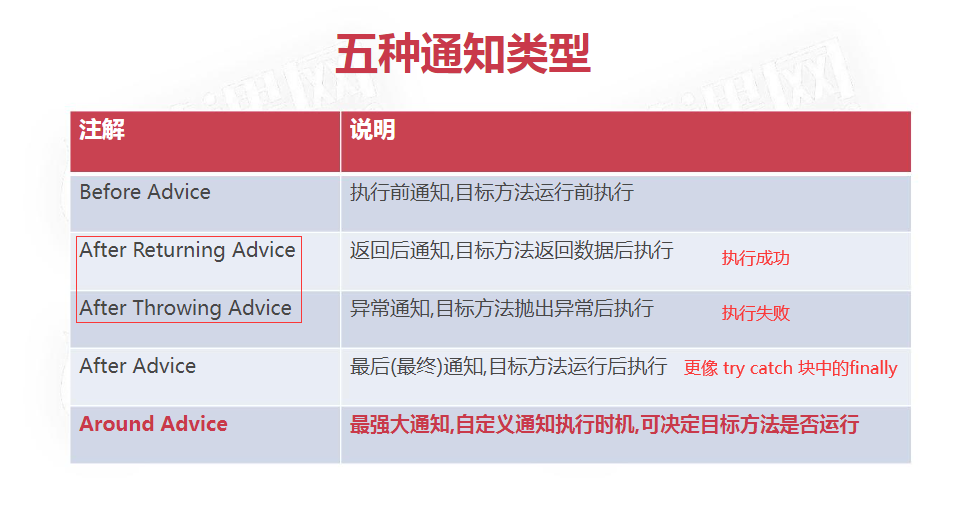 五种通知类型
注解 说明
Before Advice 执行前通知,目标方法运行前执行
After Returning Advice 返回后通知,目标方法返回数据后执行 执行成功
After Throwing Advice 异常通知,目标方法抛出异常后执行 执行失败
After Advice 最后(最终)通知,目标方法运行后执行 更像 try catch 块中的finally
Around Advice 最强大通知,自定义通知执行时机,可决定目标方法是否运行